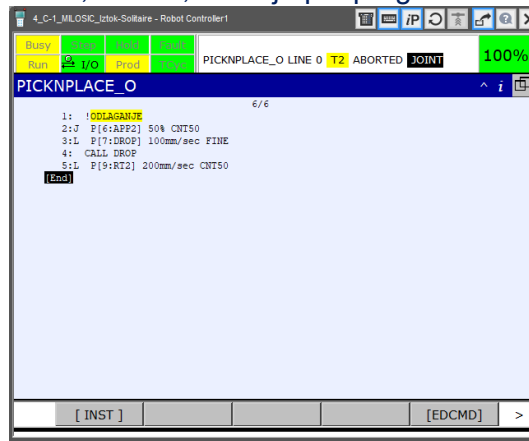 4_C-1_MILOSIC_Iztok-Solitaire - Robot Controller1
Busy Step Hold Fault
Run I/O Prod TCyc
PICKNPLACE_O LINE 0 T2 ABORTED JOINT
100%
PICKNPLACE_O
6/6
1: !ODLAGANJE
2:J P[6:APP2] 50% CNT50
3:L P[7:DROP] 100mm/sec FINE
4: CALL DROP
5:L P[9:RT2] 200mm/sec CNT50
[End]
[ INST ] [EDCMD] >